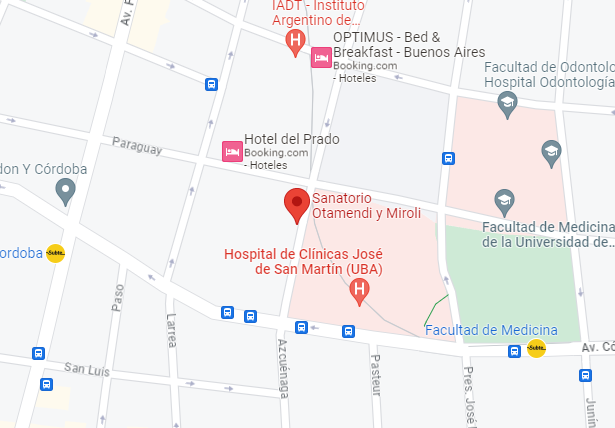 IADT - Instituto
Argentino de...
Av. P
OPTIMUS - Bed &
Breakfast - Buenos Aires
Booking.com
- Hoteles
Facultad de Odontolo
Hospital Odontología
Paraguay
Hotel del Prado
Booking.com
- Hoteles
don Y Córdoba
Sanatorio
Otamendi y Miroli
Facultad de Medicina
de la Universidad de...
ordoba
-Subte..
Hospital de Clínicas José
de San Martín (UBA)
Paso
Larrea
Azcuénaga
Pasteur
Facultad de Medicina
-Subte..
Av. Có
San Luis
Pres. José
Junín